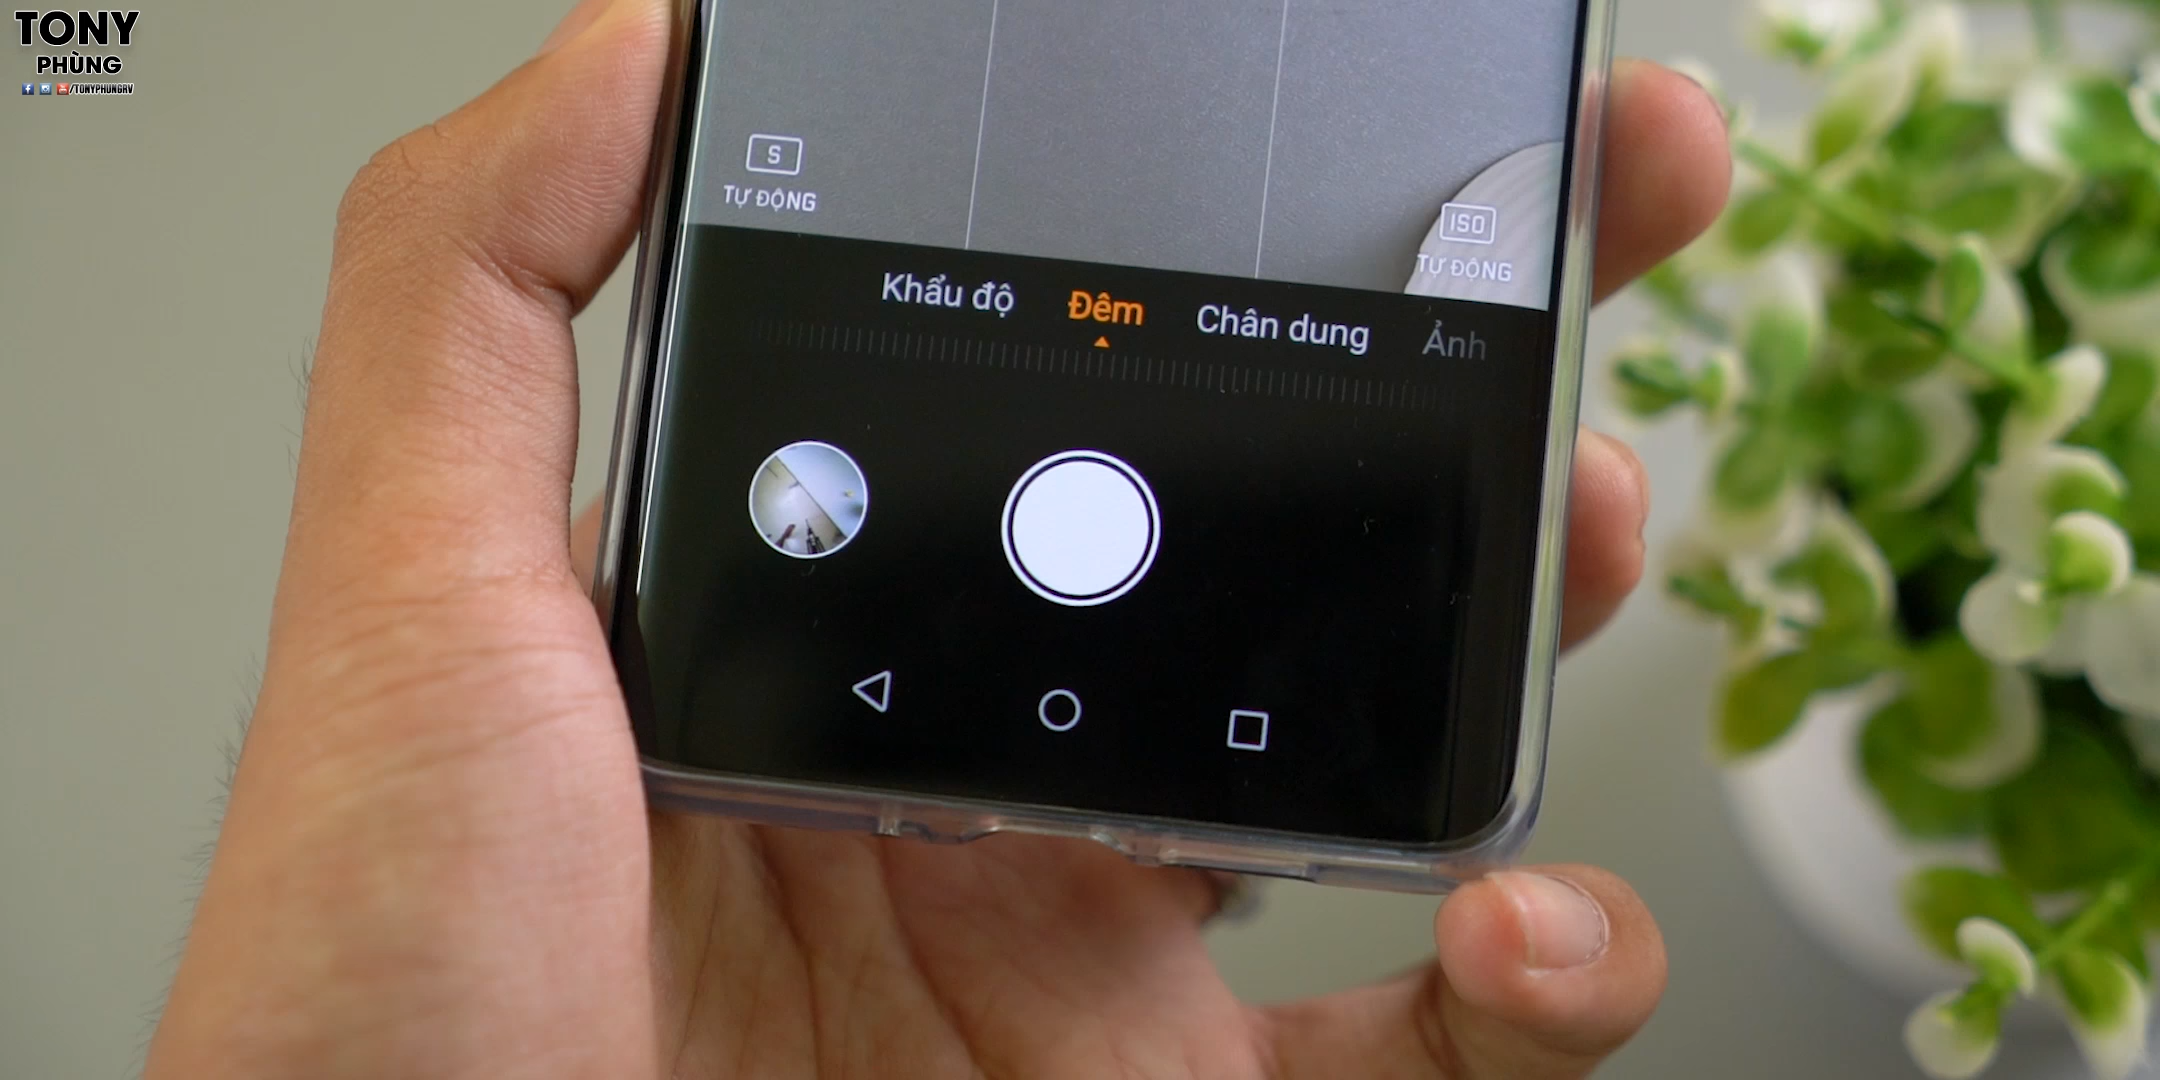 TONY
PHÙNG
/TONYPHUNGRV
S
TỰ ĐỘNG
ISO
TỰ ĐỘNG
Khẩu độ
Đêm
Chân dung
Ảnh